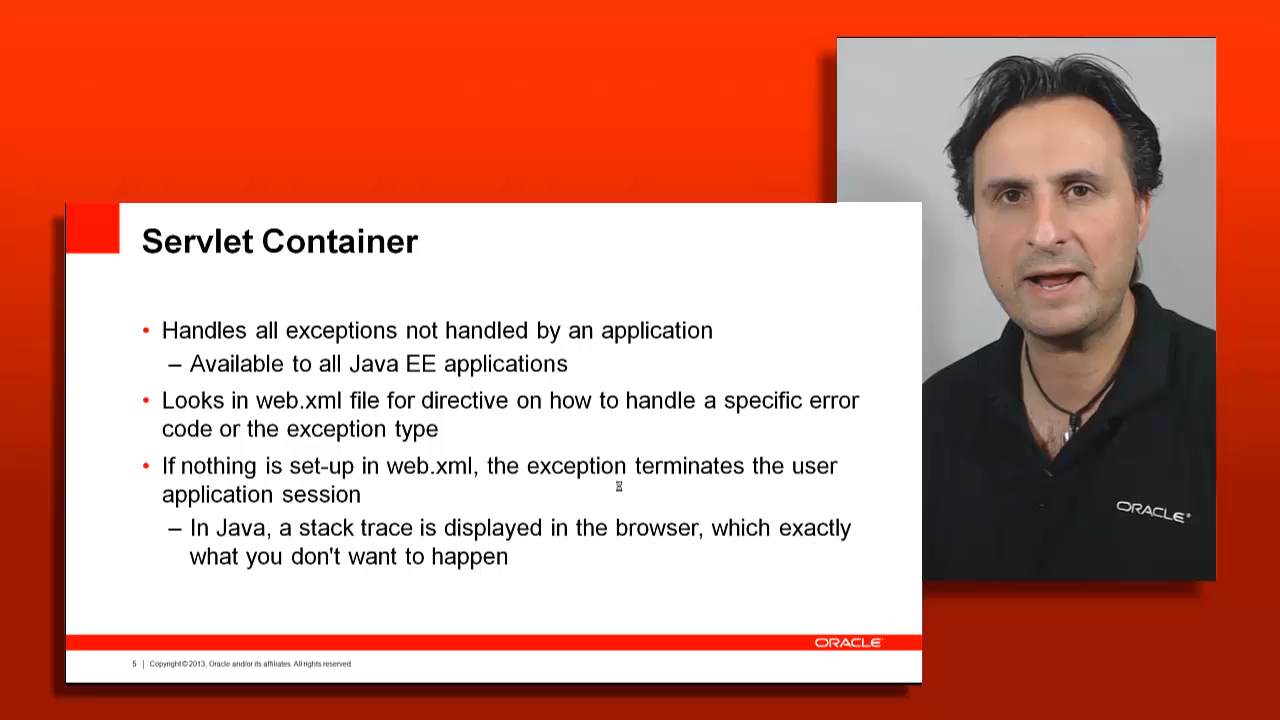 Servlet Container
• Handles all exceptions not handled by an application
– Available to all Java EE applications
• Looks in web.xml file for directive on how to handle a specific error
code or the exception type
• If nothing is set-up in web.xml, the exception terminates the user
application session
– In Java, a stack trace is displayed in the browser, which exactly
what you don't want to happen
ORACLE
5 | Copyright © 2013, Oracle and/or its affiliates. All rights reserved.
ORACLE®